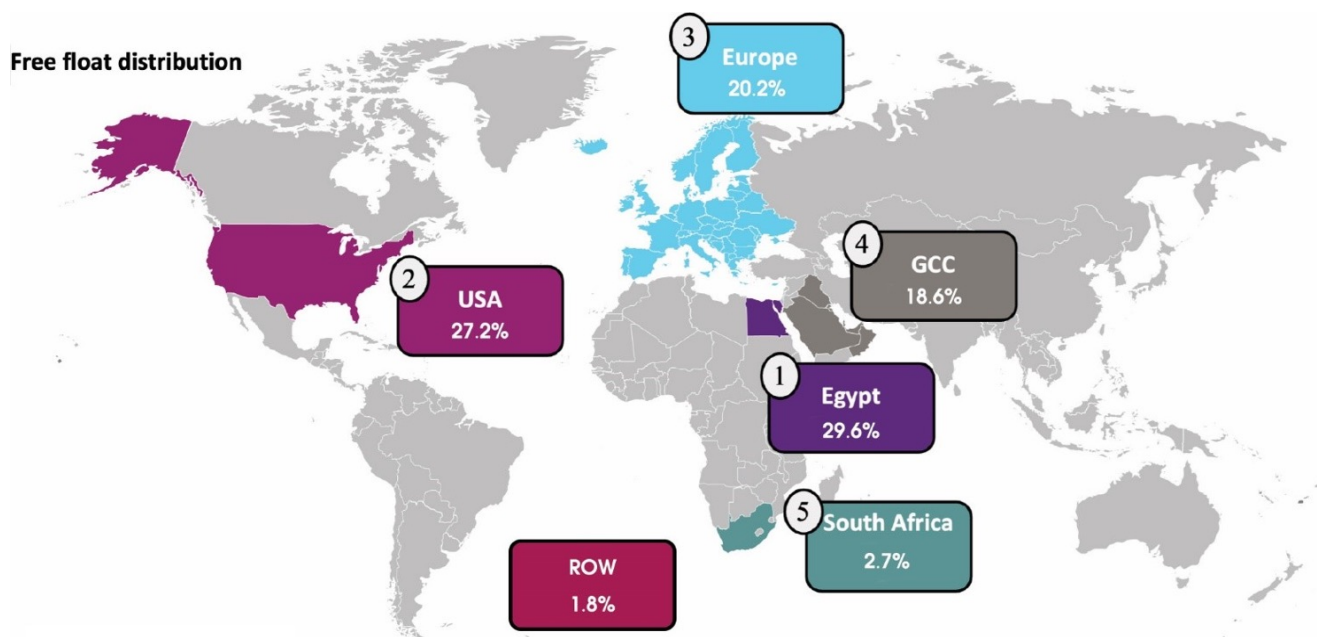 Free float distribution
3
Europe
20.2%
4
GCC
18.6%
2
USA
27.2%
1
Egypt
29.6%
5
South Africa
2.7%
ROW
1.8%